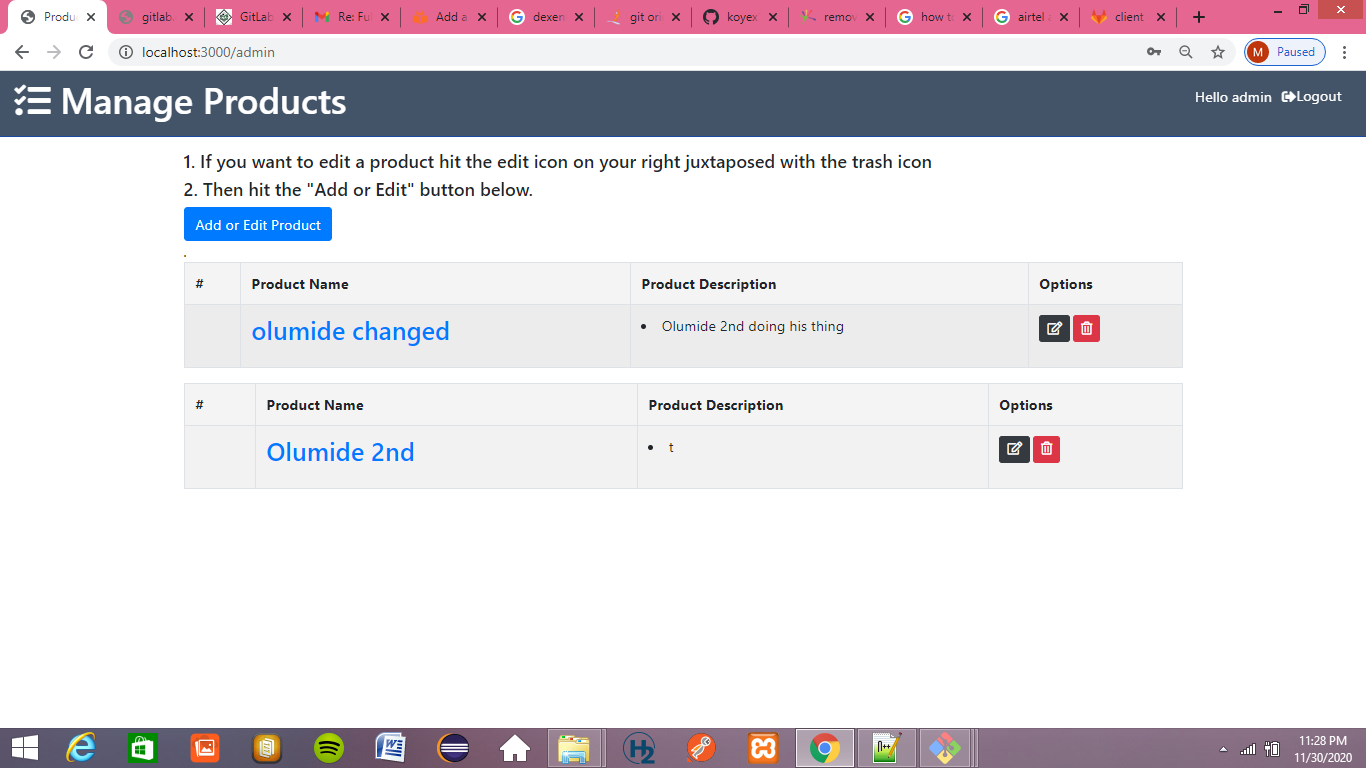 Produ
gitlab.
GitLab
Re: Ful
Add a
dexen
git ori
koyex
remov
how to
airtel a
client
localhost:3000/admin
M
Paused
Manage Products
Hello admin
Logout
1. If you want to edit a product hit the edit icon on your right juxtaposed with the trash icon
2. Then hit the "Add or Edit" button below.
Add or Edit Product
.
# Product Name Product Description Options
olumide changed • Olumide 2nd doing his thing
# Product Name Product Description Options
Olumide 2nd • t
11:28 PM
11/30/2020